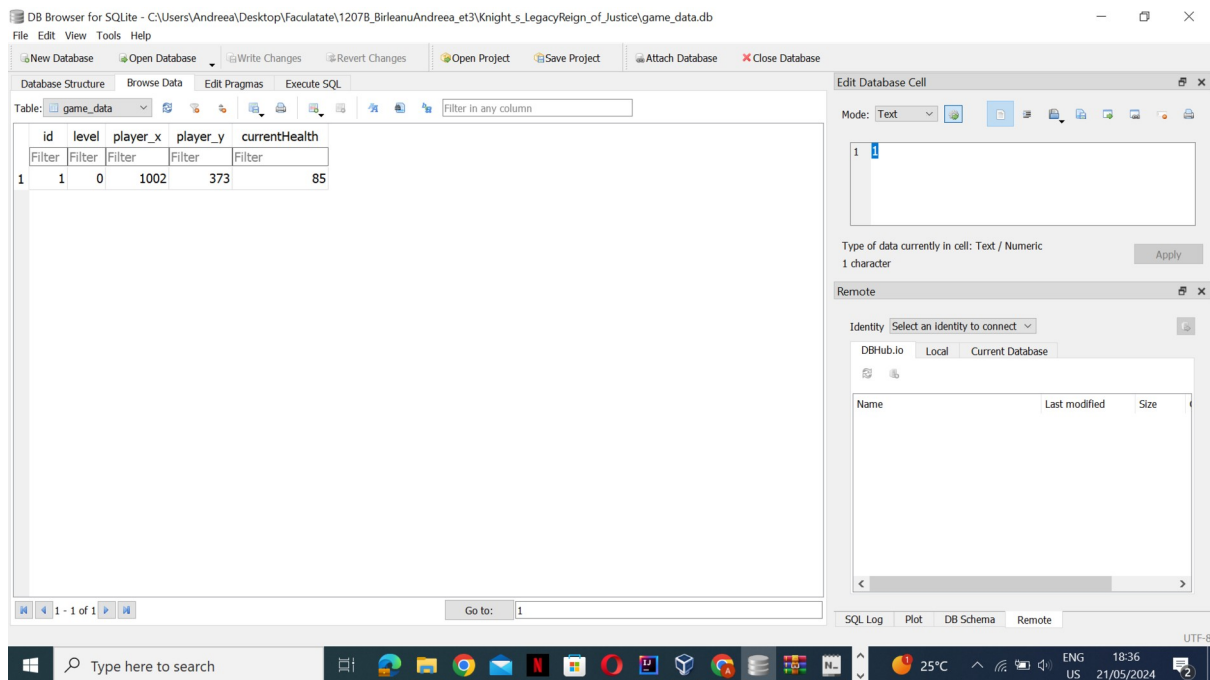 DB Browser for SQLite - C:\Users\Andreea\Desktop\Faculatate\1207B_BirleanuAndreea_et3\Knight_s_LegacyReign_of_Justice\game_data.db
File Edit View Tools Help
New Database Open Database Write Changes Revert Changes Open Project Save Project Attach Database Close Database
Database Structure Browse Data Edit Pragmas Execute SQL
Table: game_data Filter in any column
id level player_x player_y currentHealth
Filter Filter Filter Filter Filter
1 1 0 1002 373 85
1 - 1 of 1 Go to: 1
Edit Database Cell
Mode: Text
1 1
Type of data currently in cell: Text / Numeric
1 character
Apply
Remote
Identity Select an identity to connect
DBHub.io Local Current Database
Name Last modified Size
SQL Log Plot DB Schema Remote
UTF-8
Type here to search
25°C
ENG 18:36
US 21/05/2024
2